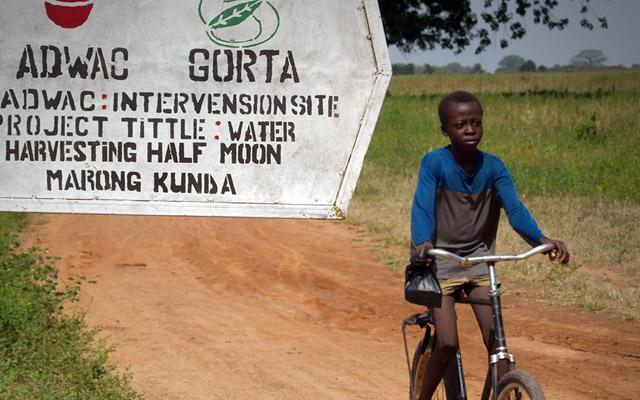 ADWAC GORTA
ADWAC:INTERVENSION SITE
PROJECT TITTLE:WATER
HARVESTING HALF MOON
MARONG KUNDA